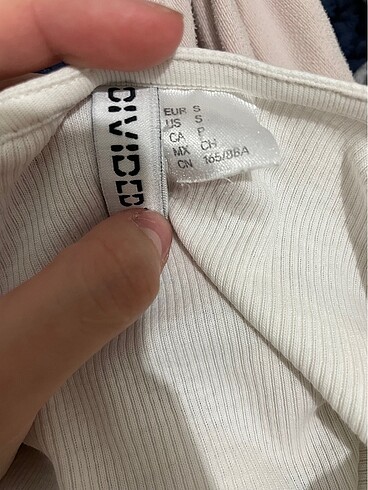 DIVIDED
EUR S
US S
CA P
MX CH
CN 165/88A